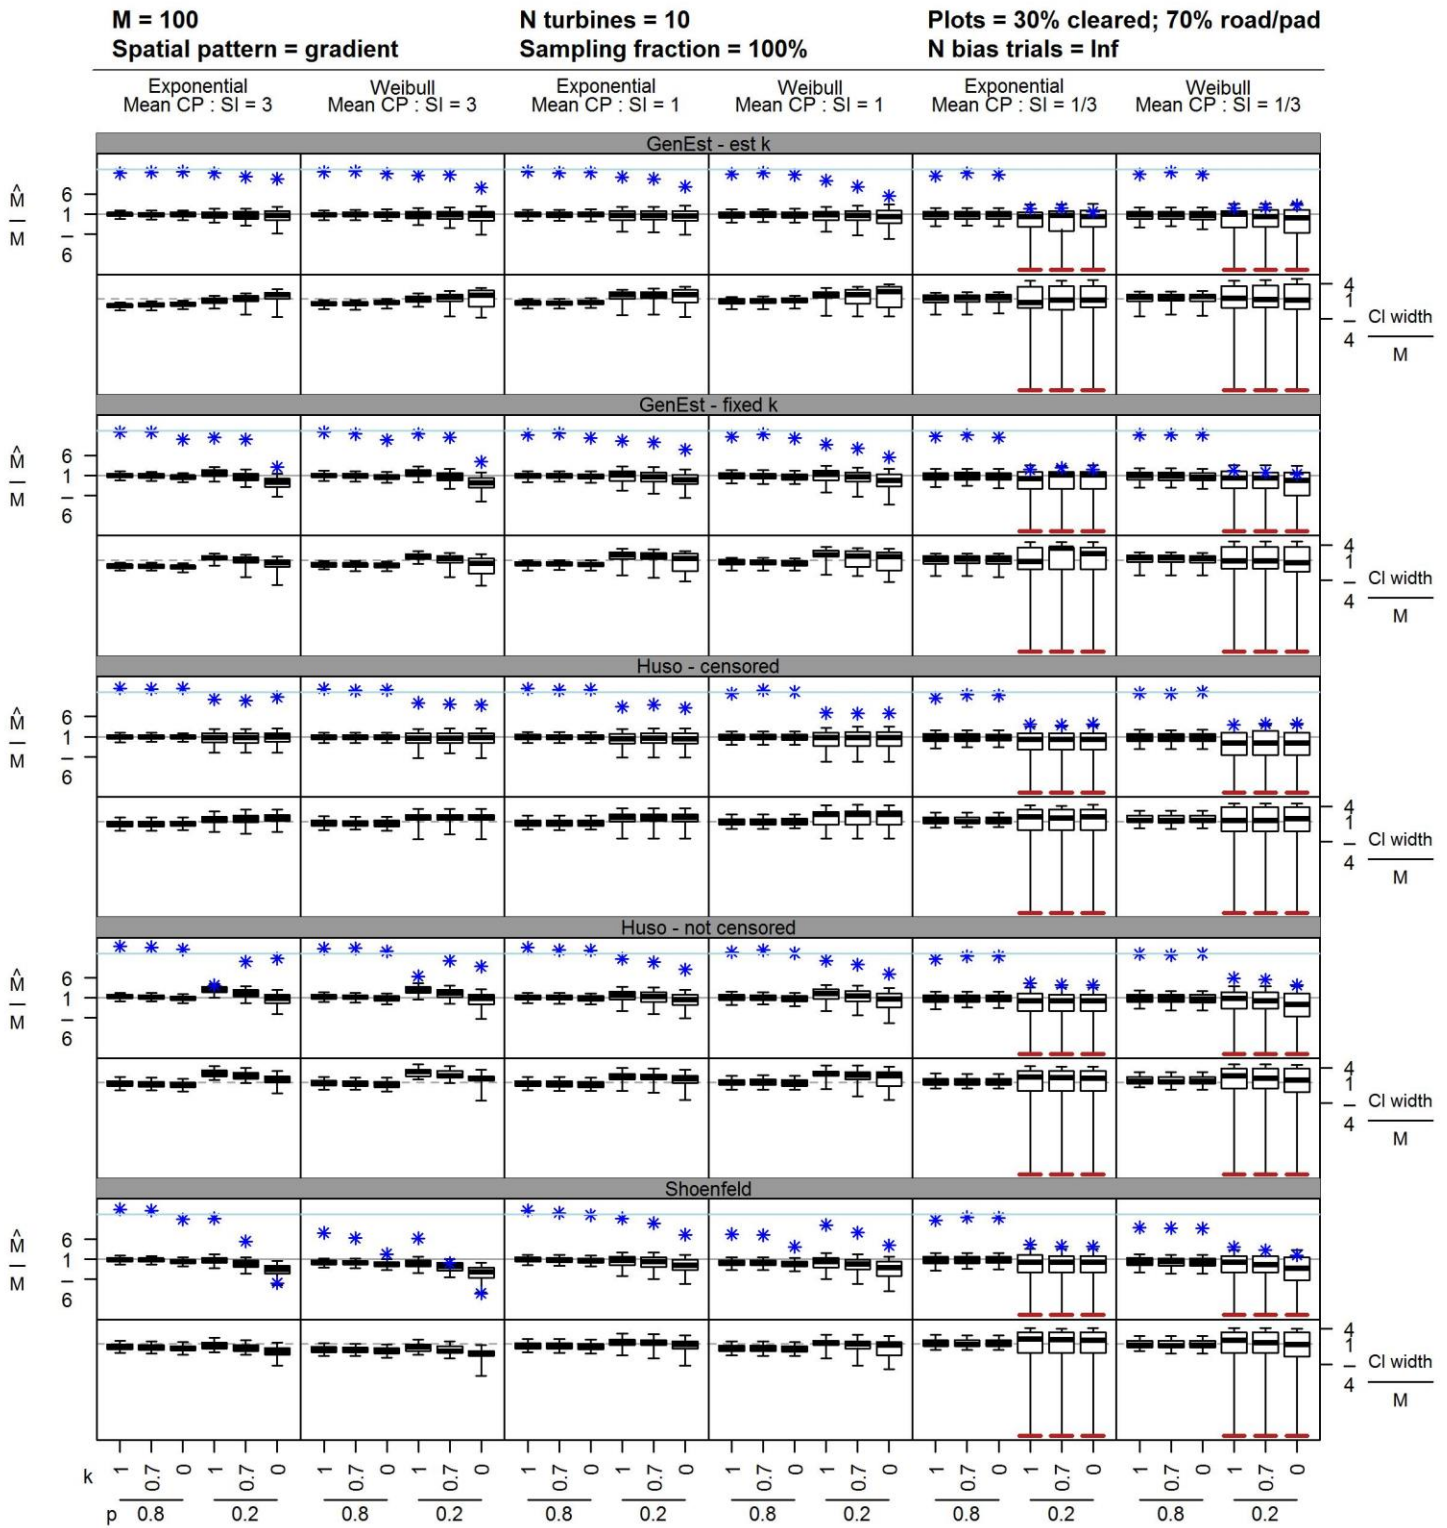 M = 100 N turbines = 10 Plots = 30% cleared; 70% road/pad
Spatial pattern = gradient Sampling fraction = 100% N bias trials = Inf
Exponential Weibull Exponential Weibull Exponential Weibull
Mean CP : SI = 3 Mean CP : SI = 3 Mean CP : SI = 1 Mean CP : SI = 1 Mean CP : SI = 1/3 Mean CP : SI = 1/3
GenEst - est k
M̂
M
6
1
6
4
1
4
CI width
M
GenEst - fixed k
M̂
M
6
1
6
4
1
4
CI width
M
Huso - censored
M̂
M
6
1
6
4
1
4
CI width
M
Huso - not censored
M̂
M
6
1
6
4
1
4
CI width
M
Shoenfeld
M̂
M
6
1
6
4
1
4
CI width
M
k 1 0.7 0 1 0.7 0 1 0.7 0 1 0.7 0 1 0.7 0 1 0.7 0 1 0.7 0 1 0.7 0 1 0.7 0 1 0.7 0 1 0.7 0 1 0.7 0
p 0.8 0.2 0.8 0.2 0.8 0.2 0.8 0.2 0.8 0.2 0.8 0.2